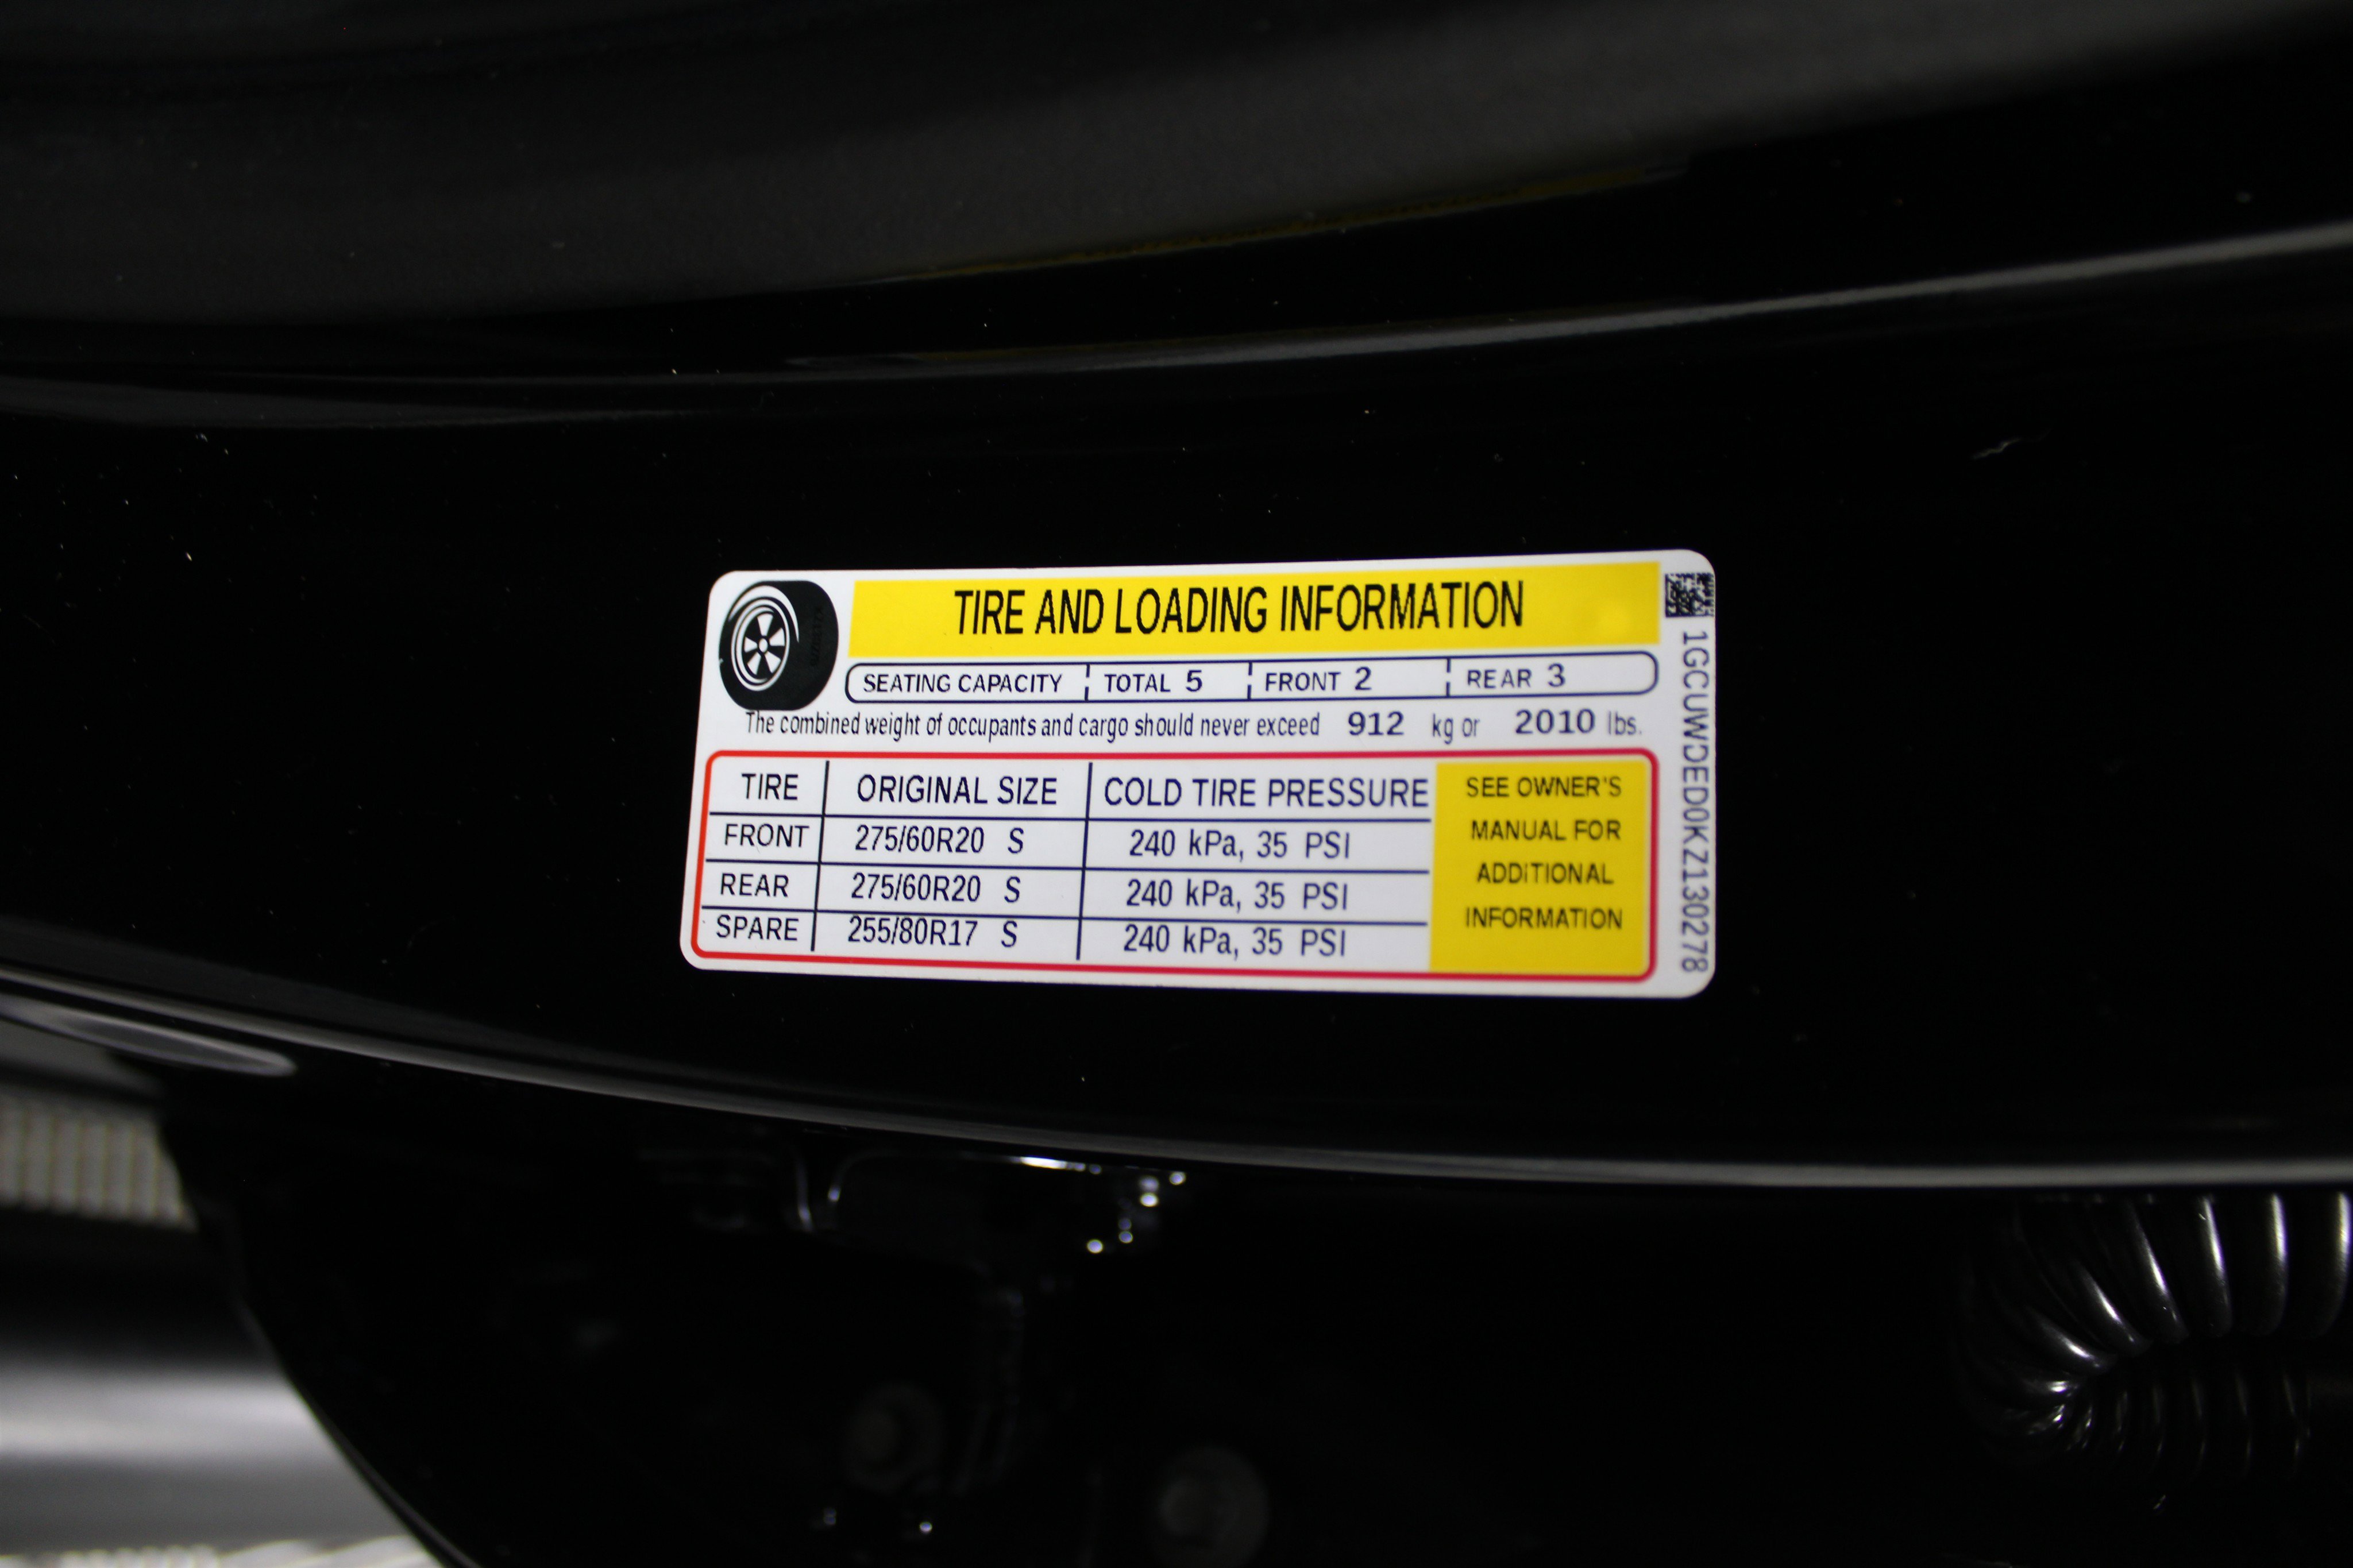 TIRE AND LOADING INFORMATION
SEATING CAPACITY TOTAL 5 FRONT 2 REAR 3
The combined weight of occupants and cargo should never exceed 912 kg or 2010 lbs.
TIRE ORIGINAL SIZE COLD TIRE PRESSURE
FRONT 275/60R20 S 240 kPa, 35 PSI
REAR 275/60R20 S 240 kPa, 35 PSI
SPARE 255/80R17 S 240 kPa, 35 PSI
SEE OWNER'S
MANUAL FOR
ADDITIONAL
INFORMATION
1GCUWDED0KZ130278